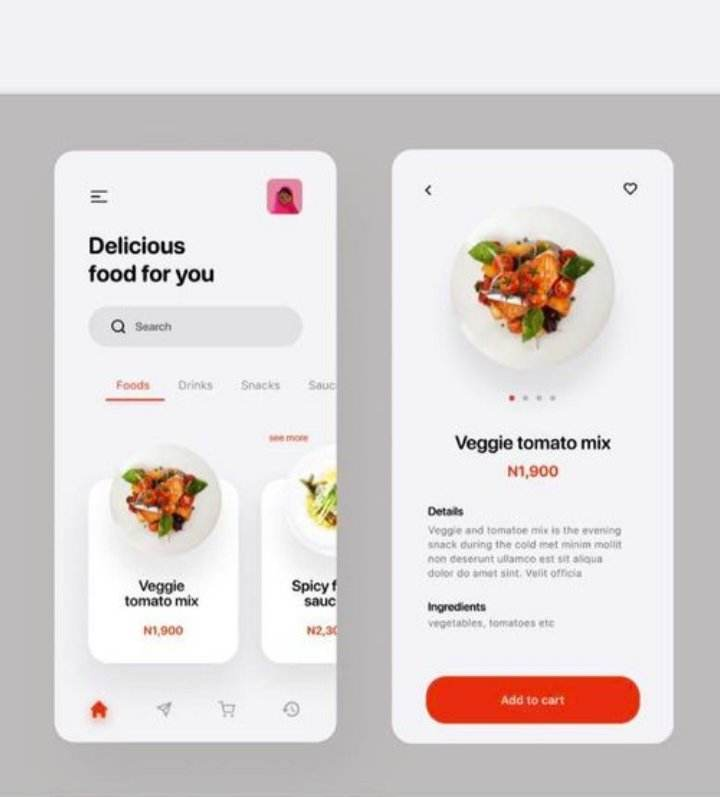 Delicious
food for you
Search
Foods Drinks Snacks Sauc
see more
Veggie
tomato mix
N1,900
Spicy f
sauc
N2,30
Veggie tomato mix
N1,900
Details
Veggie and tomatoe mix is the evening
snack during the cold met minim mollit
non deserunt ullamco est sit aliqua
dolor do amet sint. Velit officia
Ingredients
vegetables, tomatoes etc
Add to cart